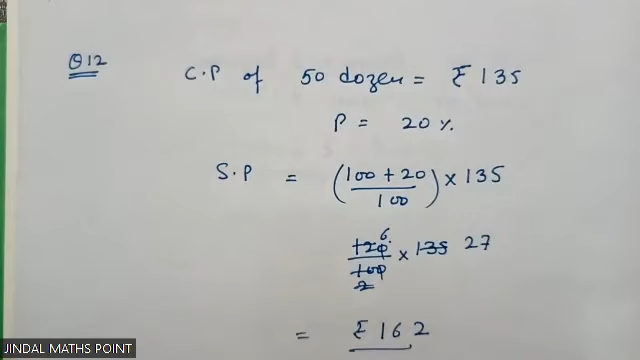 Q12
C.P of 50 dozen = ₹ 135
P = 20 %.
S.P = (100 + 20 / 100) × 135
120 6 / 100 2 × 135 27
= ₹ 162
JINDAL MATHS POINT